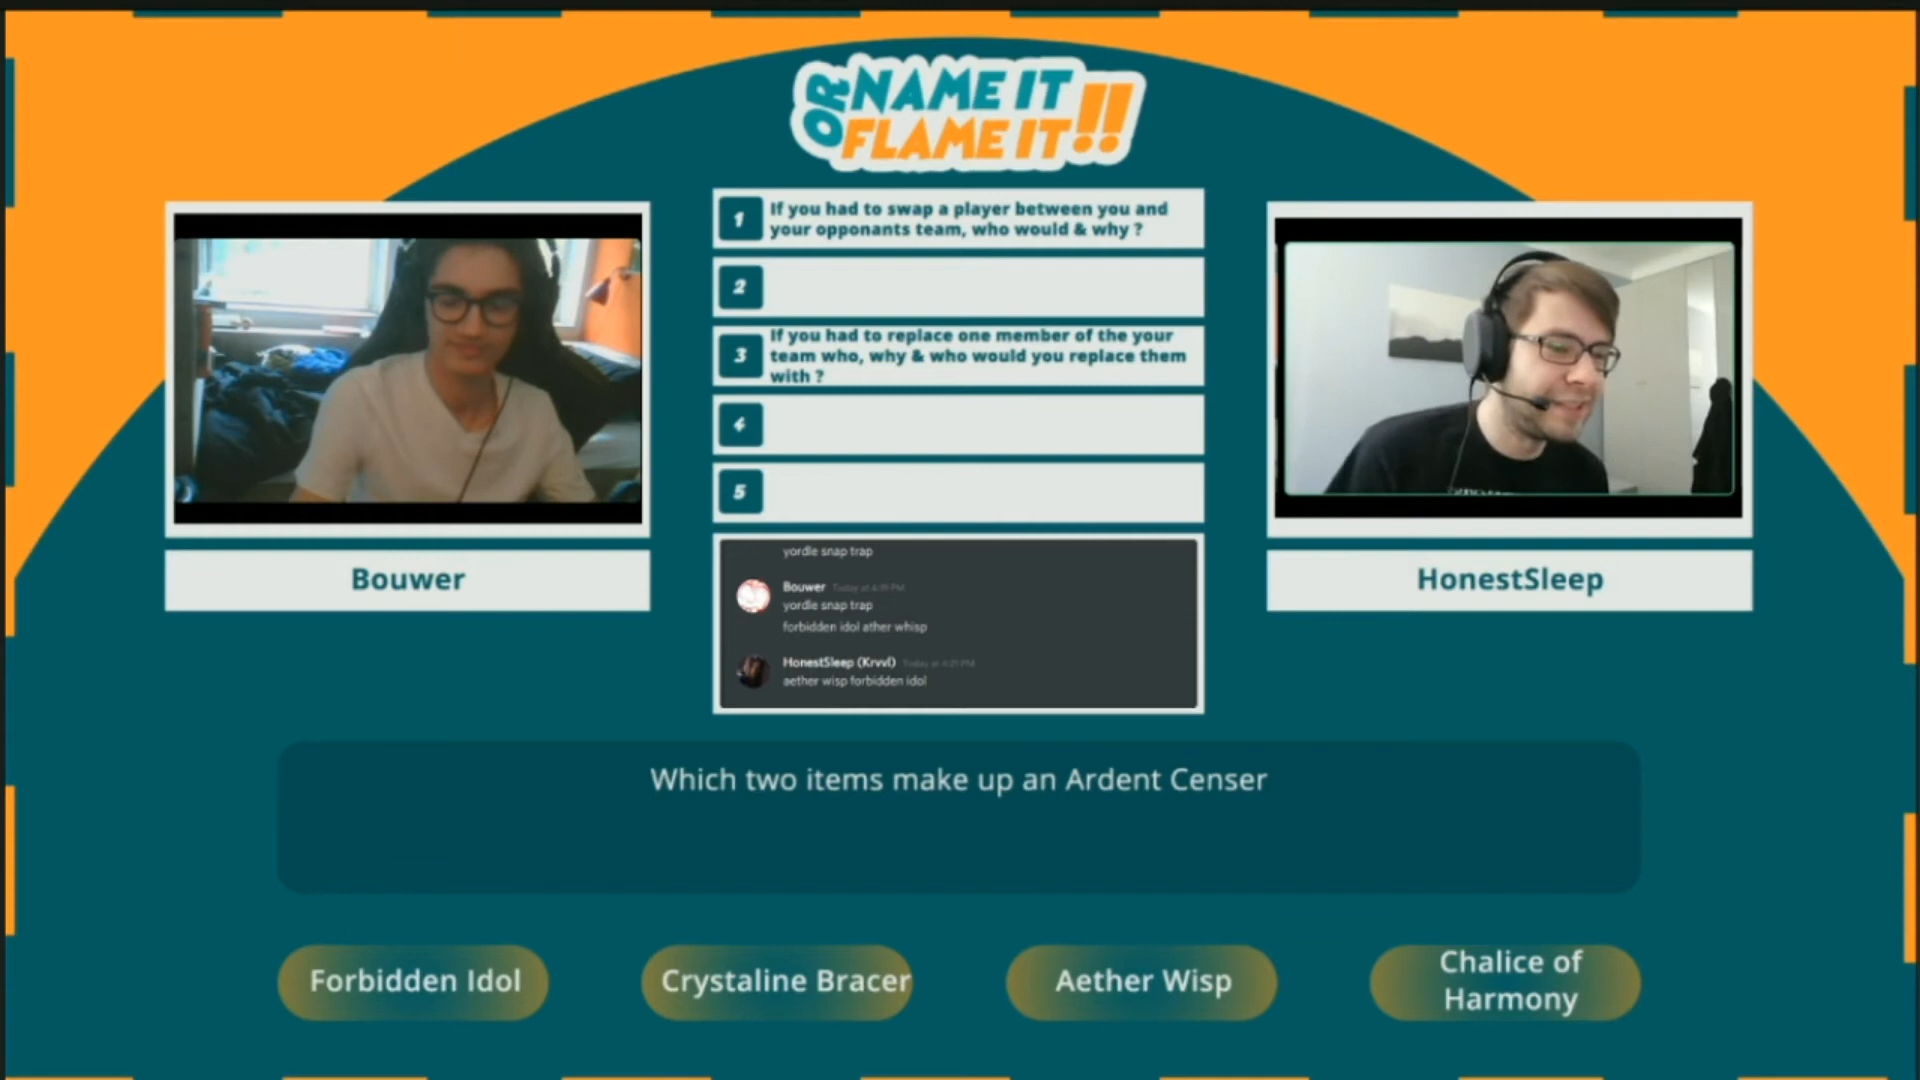 OR NAME IT
FLAME IT!!
1 If you had to swap a player between you and
your opponants team, who would & why ?
2
3 If you had to replace one member of the your
team who, why & who would you replace them
with ?
4
5
Bouwer
HonestSleep
yordle snap trap
Bouwer
yordle snap trap
forbidden idol ather whisp
HonestSleep (Krvvl)
aether wisp forbidden idol
Which two items make up an Ardent Censer
Forbidden Idol
Crystaline Bracer
Aether Wisp
Chalice of
Harmony